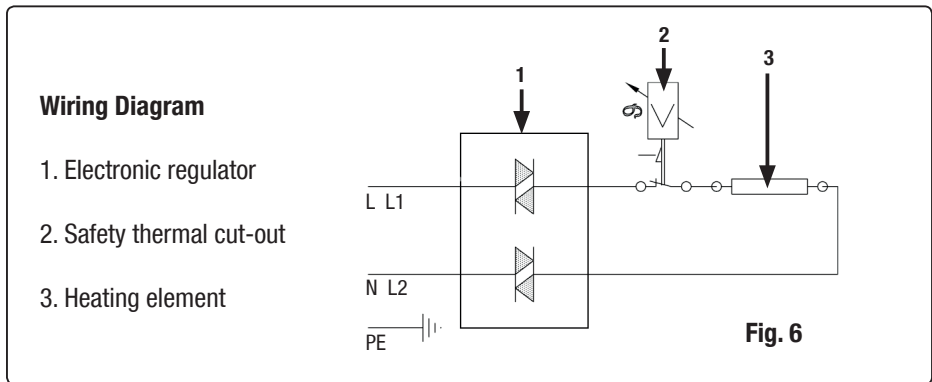 Wiring Diagram
1. Electronic regulator
2. Safety thermal cut-out
3. Heating element
1
2
3
L L1
N L2
PE
Fig. 6